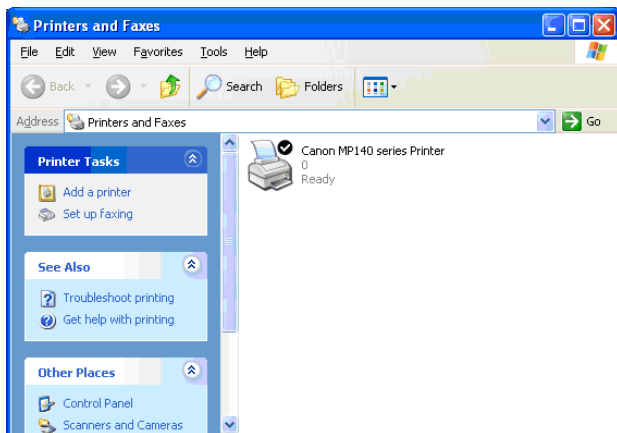 Printers and Faxes
File Edit View Favorites Tools Help
Back Search Folders
Address Printers and Faxes Go
Printer Tasks
Add a printer
Set up faxing
See Also
Troubleshoot printing
Get help with printing
Other Places
Control Panel
Scanners and Cameras
Canon MP140 series Printer
0
Ready